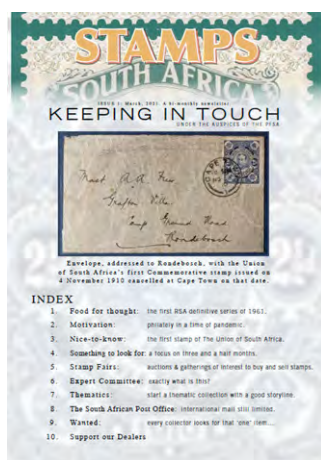 STAMPS
SOUTH AFRICA
ISSUE 1: March, 2021. A bi-monthly newsletter
KEEPING IN TOUCH
UNDER THE AUSPICES OF THE PFSA
Envelope, addressed to Rondebosch, with the Union
of South Africa's first Commemorative stamp issued on
4 November 1910 cancelled at Cape Town on that date.
INDEX
1. Food for thought: the first RSA definitive series of 1961.
2. Motivation: philately in a time of pandemic.
3. Nice-to-know: the first stamp of The Union of South Africa.
4. Something to look for: a focus on three and a half months.
5. Stamp Fairs: auctions & gatherings of interest to buy and sell stamps.
6. Expert Committee: exactly what is this?
7. Thematics: start a thematic collection with a good storyline.
8. The South African Post Office: international mail still limited.
9. Wanted: every collector looks for that 'one' item....
10. Support our Dealers